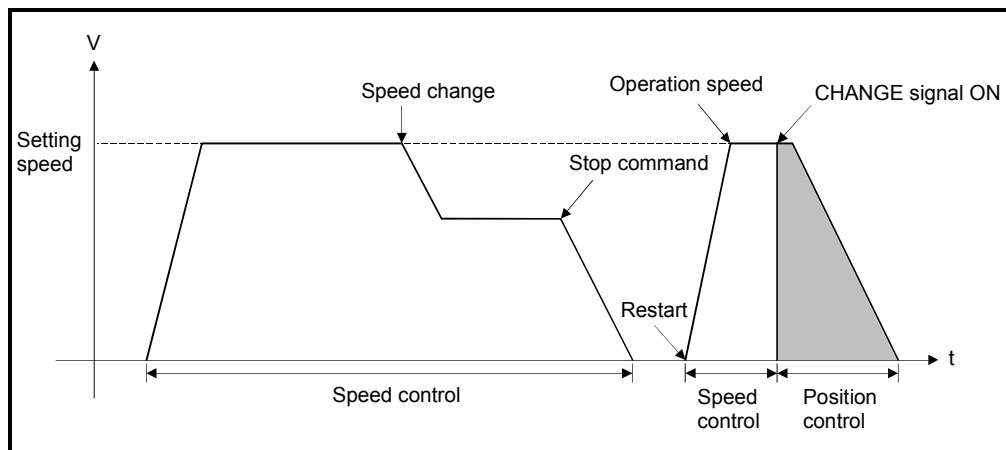 V
Speed change
Operation speed
CHANGE signal ON
Setting
speed
Stop command
Restart
t
Speed control
Speed
control
Position
control